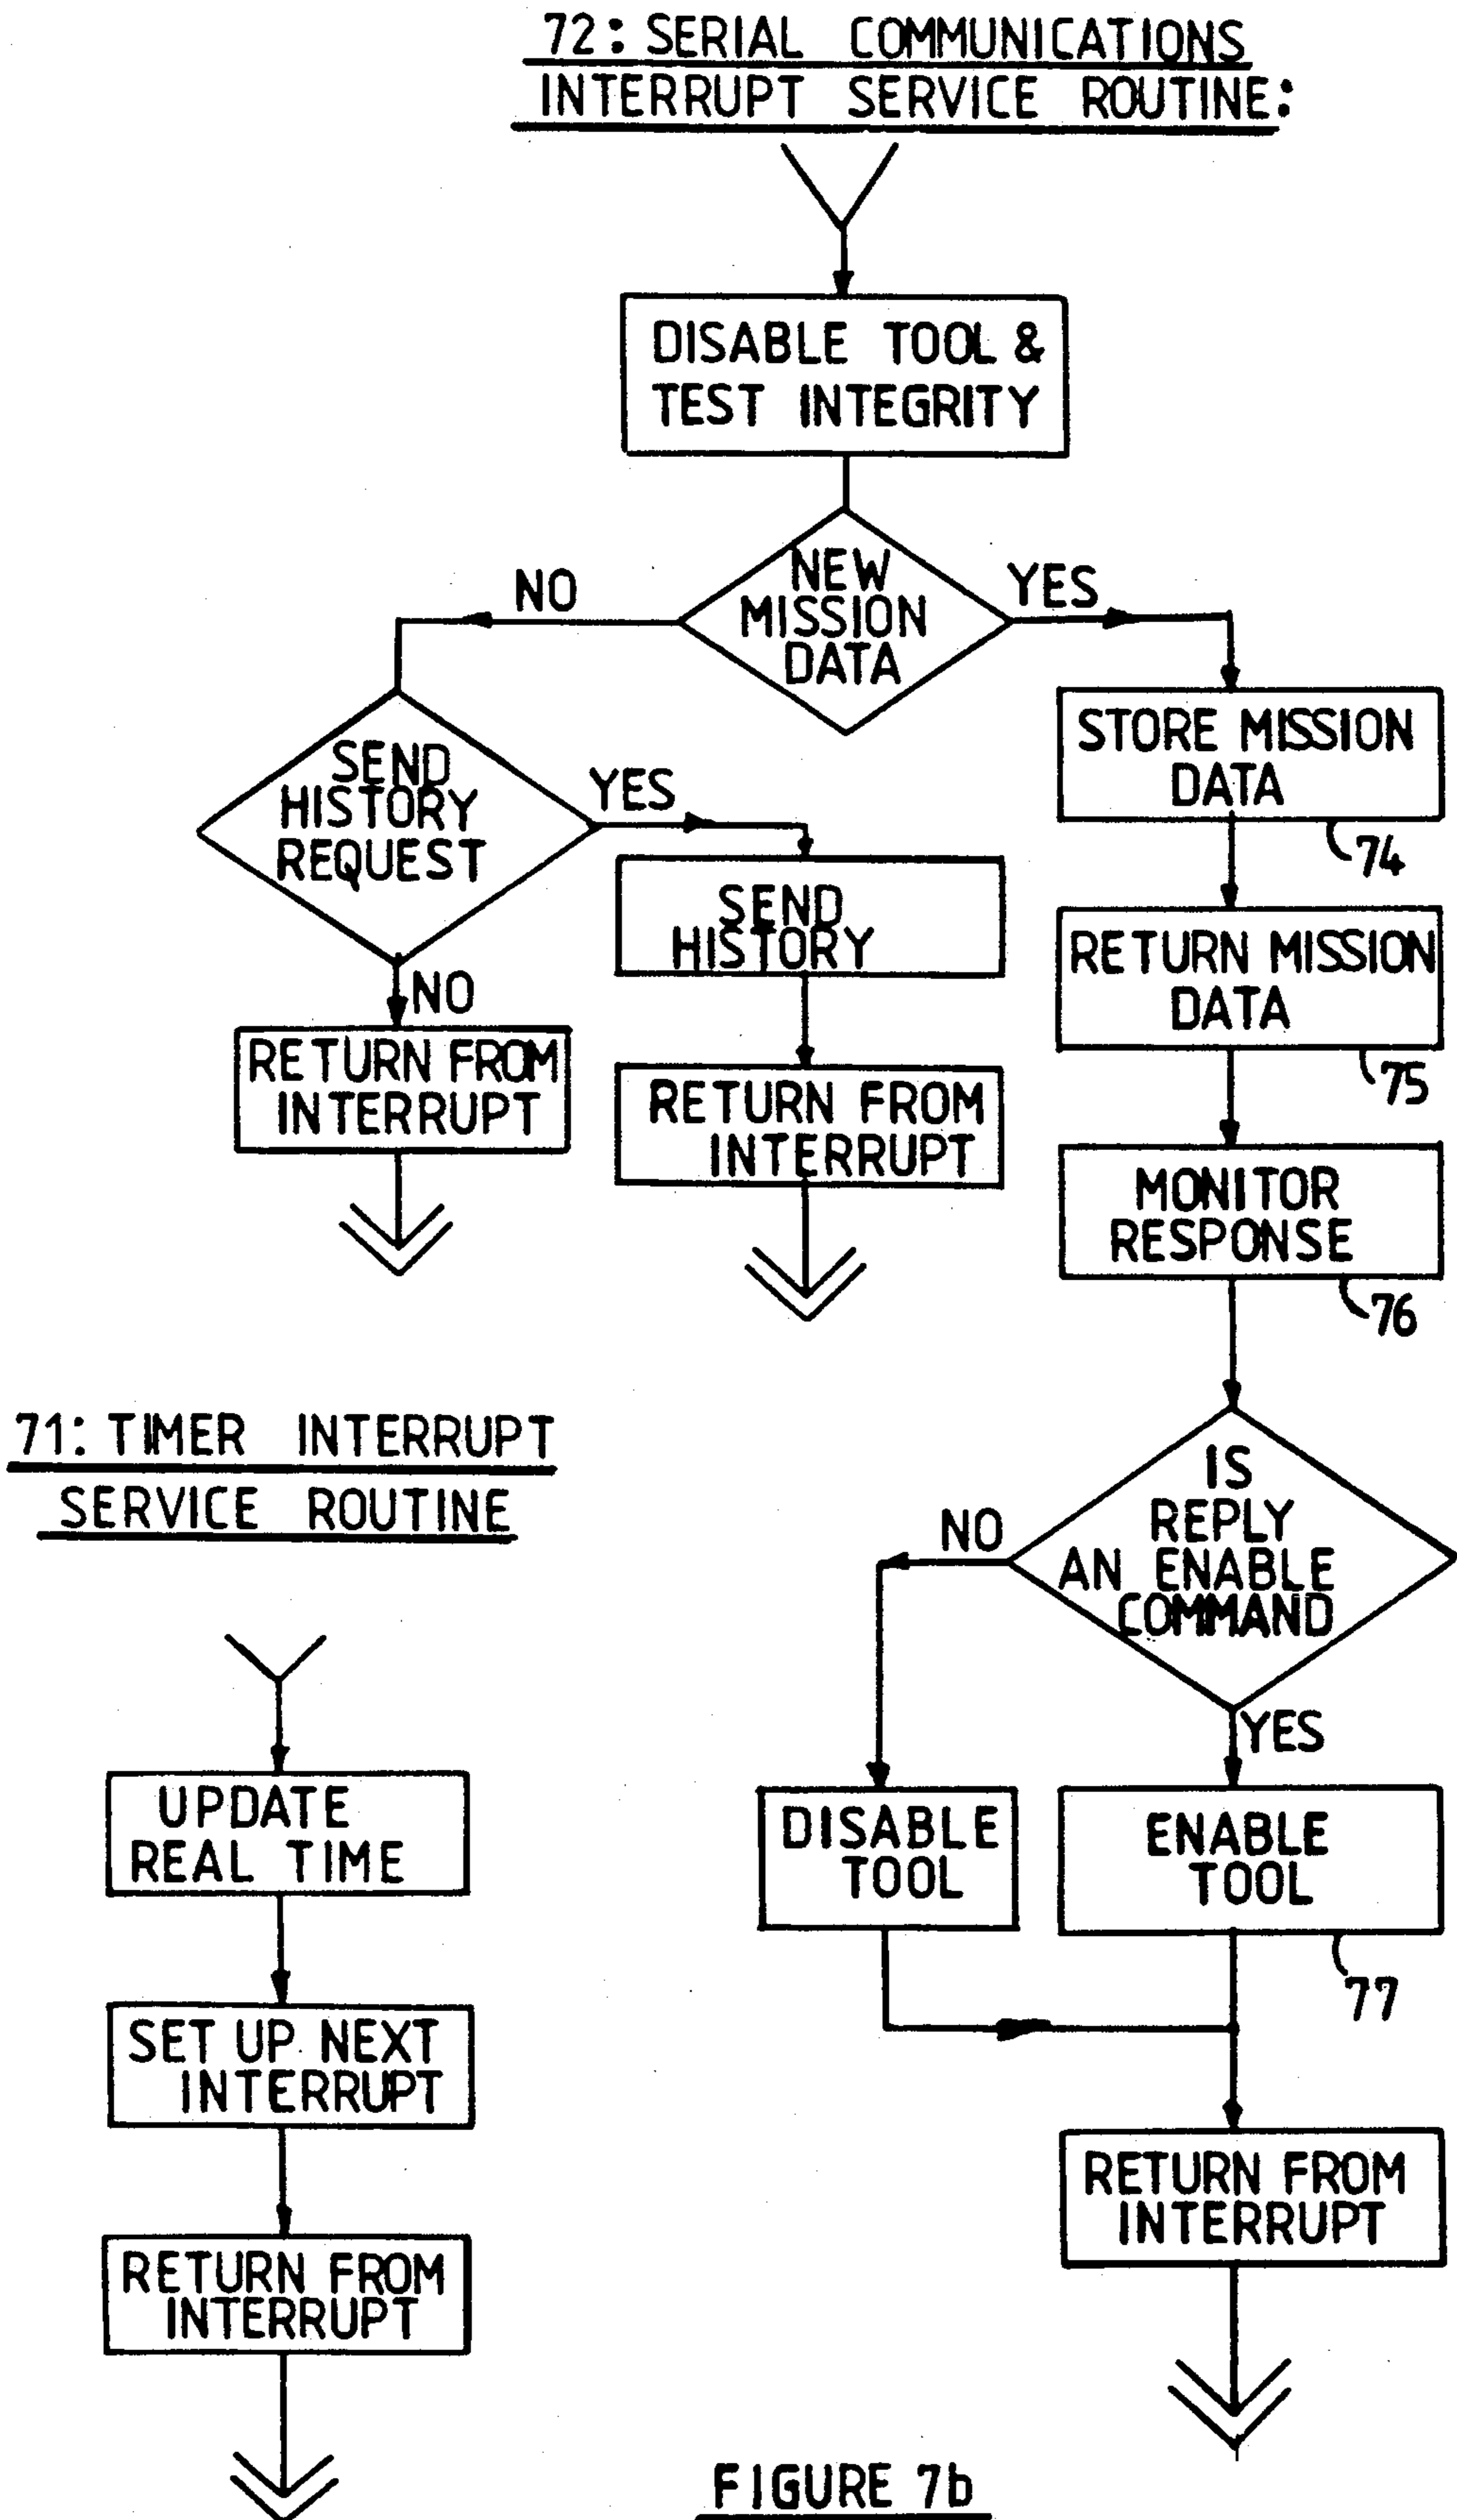 72: SERIAL COMMUNICATIONS
INTERRUPT SERVICE ROUTINE:
DISABLE TOOL &
TEST INTEGRITY
NEW
MISSION
DATA
NO
YES
SEND
HISTORY
REQUEST
YES
NO
SEND
HISTORY
RETURN FROM
INTERRUPT
RETURN FROM
INTERRUPT
STORE MISSION
DATA
74
RETURN MISSION
DATA
75
MONITOR
RESPONSE
76
IS
REPLY
AN ENABLE
COMMAND
NO
YES
DISABLE
TOOL
ENABLE
TOOL
77
RETURN FROM
INTERRUPT
71: TIMER INTERRUPT
SERVICE ROUTINE
UPDATE
REAL TIME
SET UP NEXT
INTERRUPT
RETURN FROM
INTERRUPT
FIGURE 7b